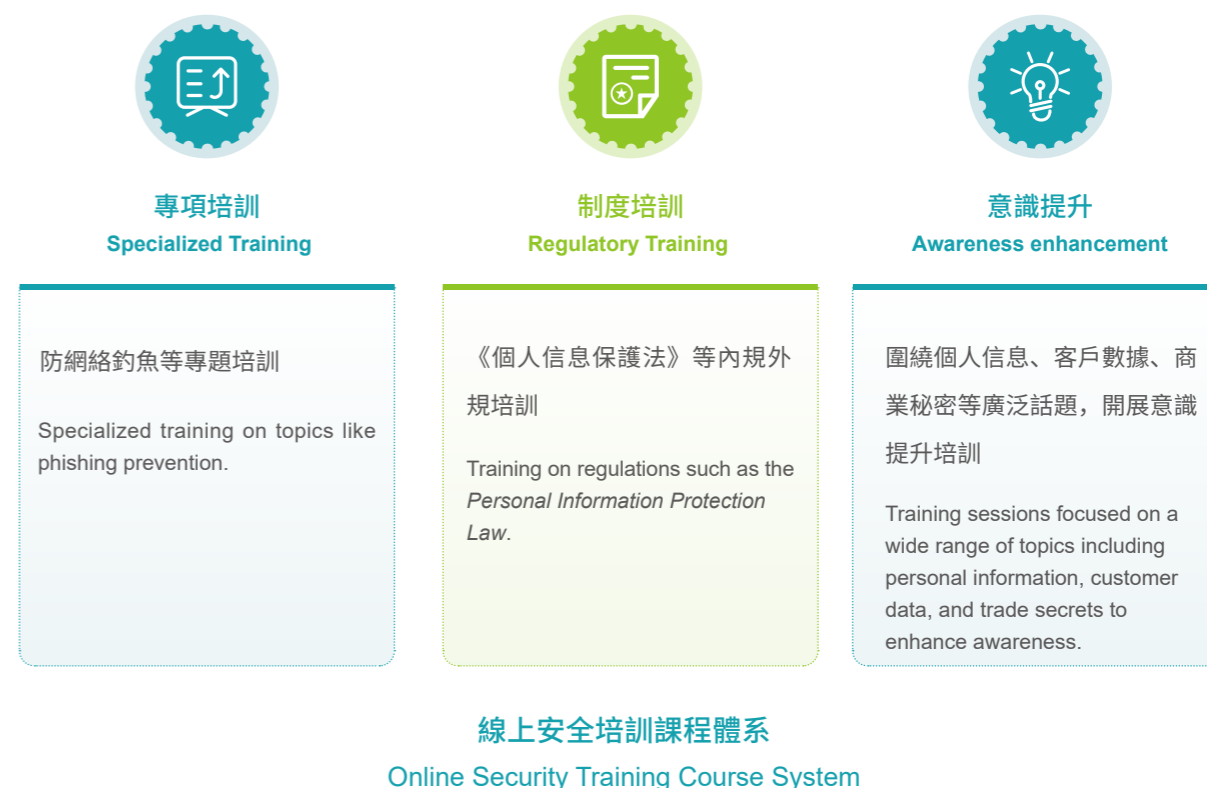 專項培訓
Specialized Training
防網絡釣魚等專題培訓
Specialized training on topics like
phishing prevention.
制度培訓
Regulatory Training
《個人信息保護法》等內規外
規培訓
Training on regulations such as the
Personal Information Protection
Law.
意識提升
Awareness enhancement
圍繞個人信息、客戶數據、商
業秘密等廣泛話題，開展意識
提升培訓
Training sessions focused on a
wide range of topics including
personal information, customer
data, and trade secrets to
enhance awareness.
線上安全培訓課程體系
Online Security Training Course System